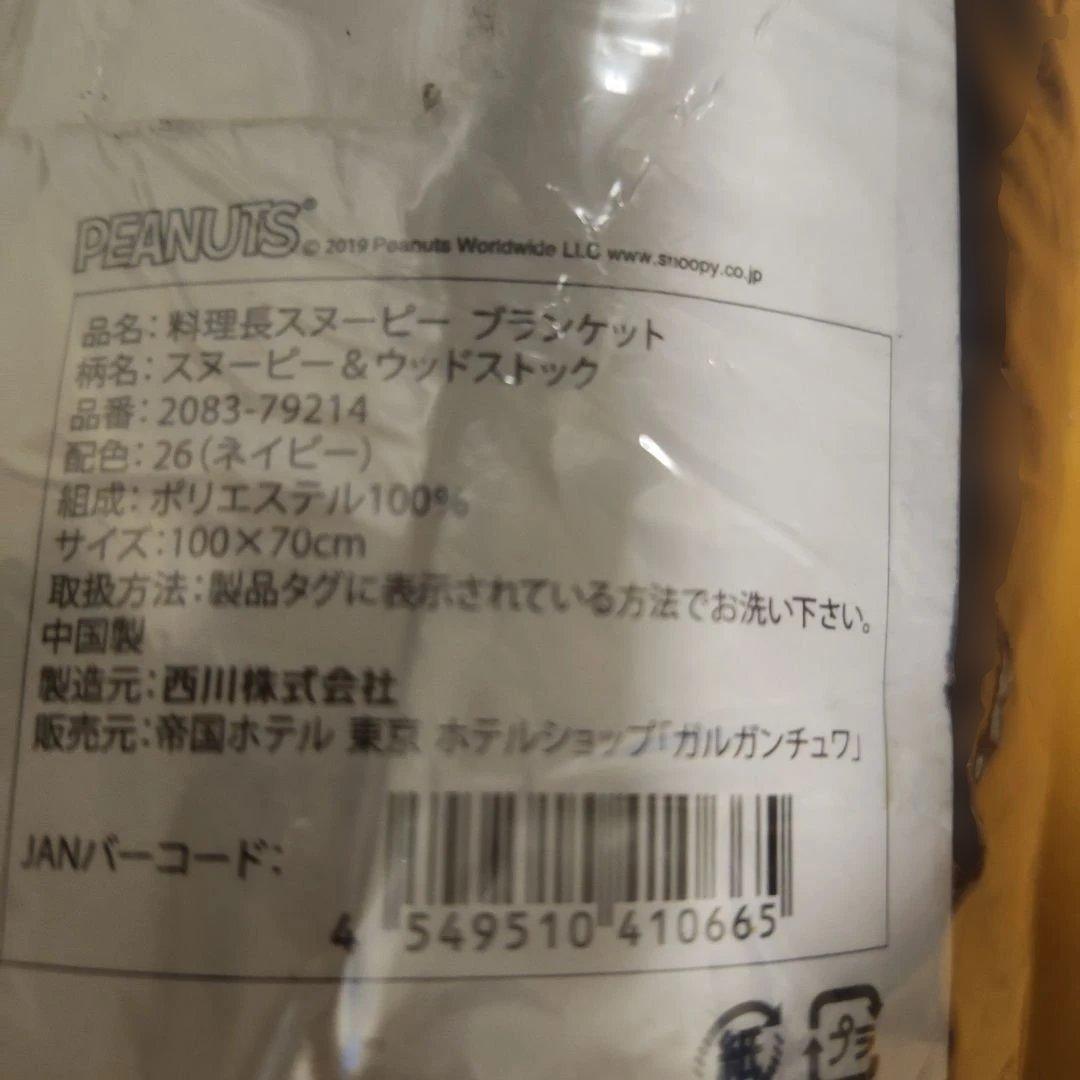 PEANUTS® © 2019 Peanuts Worldwide LLC www.snoopy.co.jp
品名：料理長スヌーピー ブランケット
柄名：スヌーピー＆ウッドストック
品番：2083-79214
配色：26（ネイビー）
組成：ポリエステル100%
サイズ：100×70cm
取扱方法：製品タグに表示されている方法でお洗い下さい。
中国製
製造元：西川株式会社
販売元：帝国ホテル 東京 ホテルショップ「ガルガンチュワ」
JANバーコード：
4 549510 410665
紙 プラ